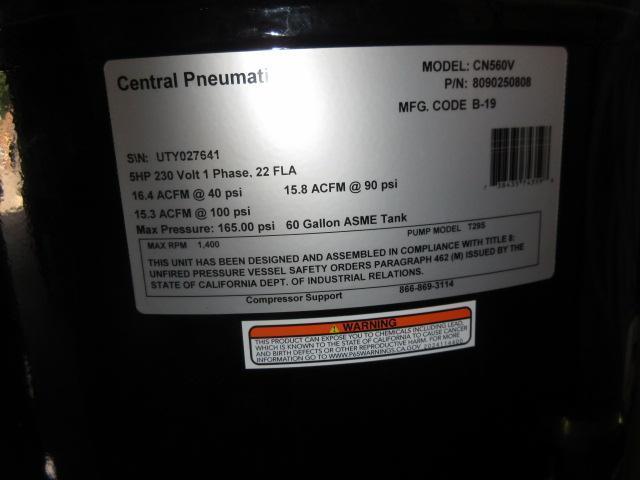 Central Pneumati
MODEL: CN560V
P/N: 8090250808
MFG. CODE B-19
S\N: UTY027641
5HP 230 Volt 1 Phase, 22 FLA
16.4 ACFM @ 40 psi 15.8 ACFM @ 90 psi
15.3 ACFM @ 100 psi
Max Pressure: 165.00 psi 60 Gallon ASME Tank
MAX RPM 1,400 PUMP MODEL T29S
THIS UNIT HAS BEEN DESIGNED AND ASSEMBLED IN COMPLIANCE WITH TITLE 8:
UNFIRED PRESSURE VESSEL SAFETY ORDERS PARAGRAPH 462 (M) ISSUED BY THE
STATE OF CALIFORNIA DEPT. OF INDUSTRIAL RELATIONS.
Compressor Support 866-869-3114
WARNING
THIS PRODUCT CAN EXPOSE YOU TO CHEMICALS INCLUDING LEAD,
WHICH IS KNOWN TO THE STATE OF CALIFORNIA TO CAUSE CANCER
AND BIRTH DEFECTS OR OTHER REPRODUCTIVE HARM. FOR MORE
INFORMATION GO TO WWW.P65WARNINGS.CA.GOV